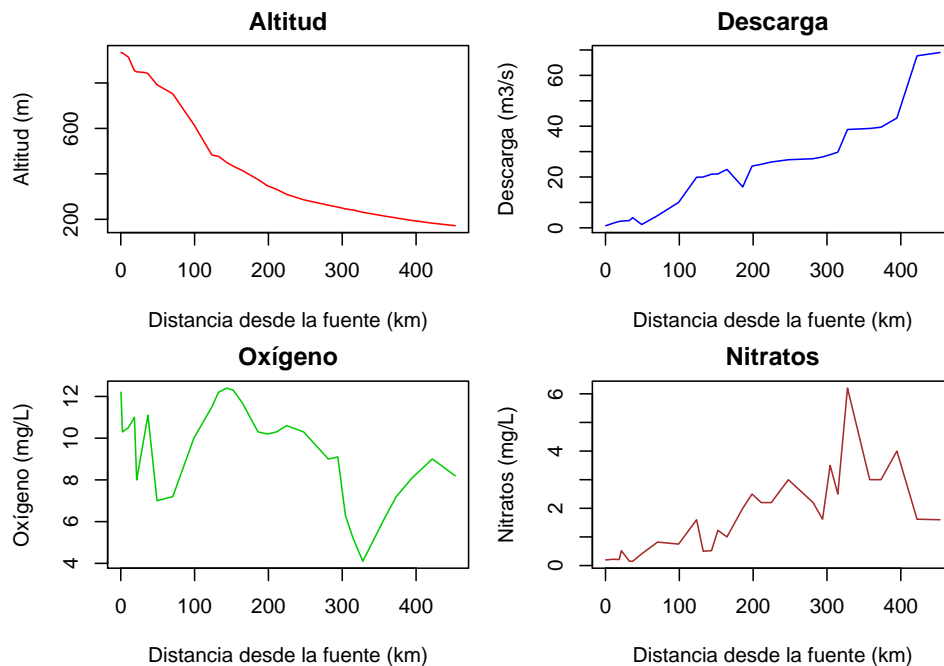 Altitud
Altitud (m)
600
200
0 100 200 300 400
Distancia desde la fuente (km)
Descarga
Descarga (m3/s)
60
40
20
0
0 100 200 300 400
Distancia desde la fuente (km)
Oxígeno
Oxígeno (mg/L)
12
10
8
6
4
0 100 200 300 400
Distancia desde la fuente (km)
Nitratos
Nitratos (mg/L)
6
4
2
0
0 100 200 300 400
Distancia desde la fuente (km)